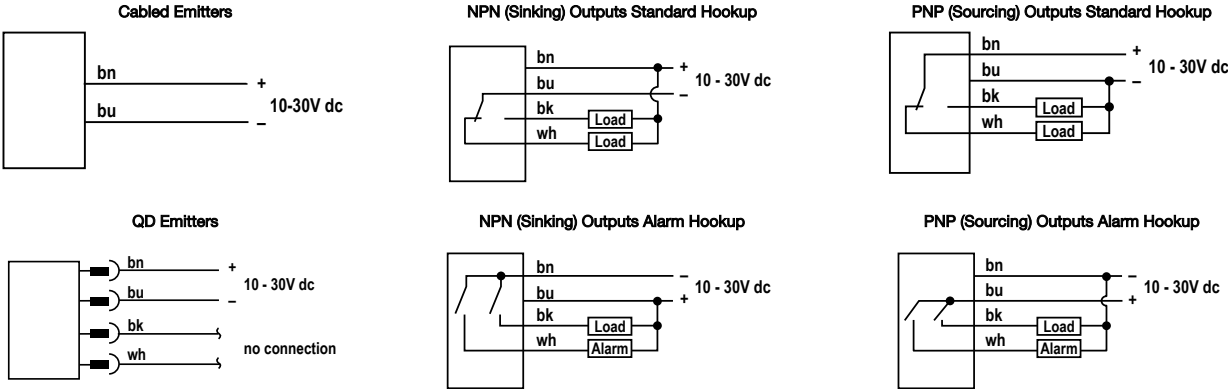 Cabled Emitters
bn
+
10-30V dc
bu
–
NPN (Sinking) Outputs Standard Hookup
bn
+
10 - 30V dc
bu
–
bk
Load
wh
Load
PNP (Sourcing) Outputs Standard Hookup
bn
+
10 - 30V dc
bu
–
bk
Load
wh
Load
QD Emitters
bn
+
10 - 30V dc
bu
–
bk
no connection
wh
NPN (Sinking) Outputs Alarm Hookup
bn
–
10 - 30V dc
bu
+
bk
Load
wh
Alarm
PNP (Sourcing) Outputs Alarm Hookup
bn
–
10 - 30V dc
bu
+
bk
Load
wh
Alarm